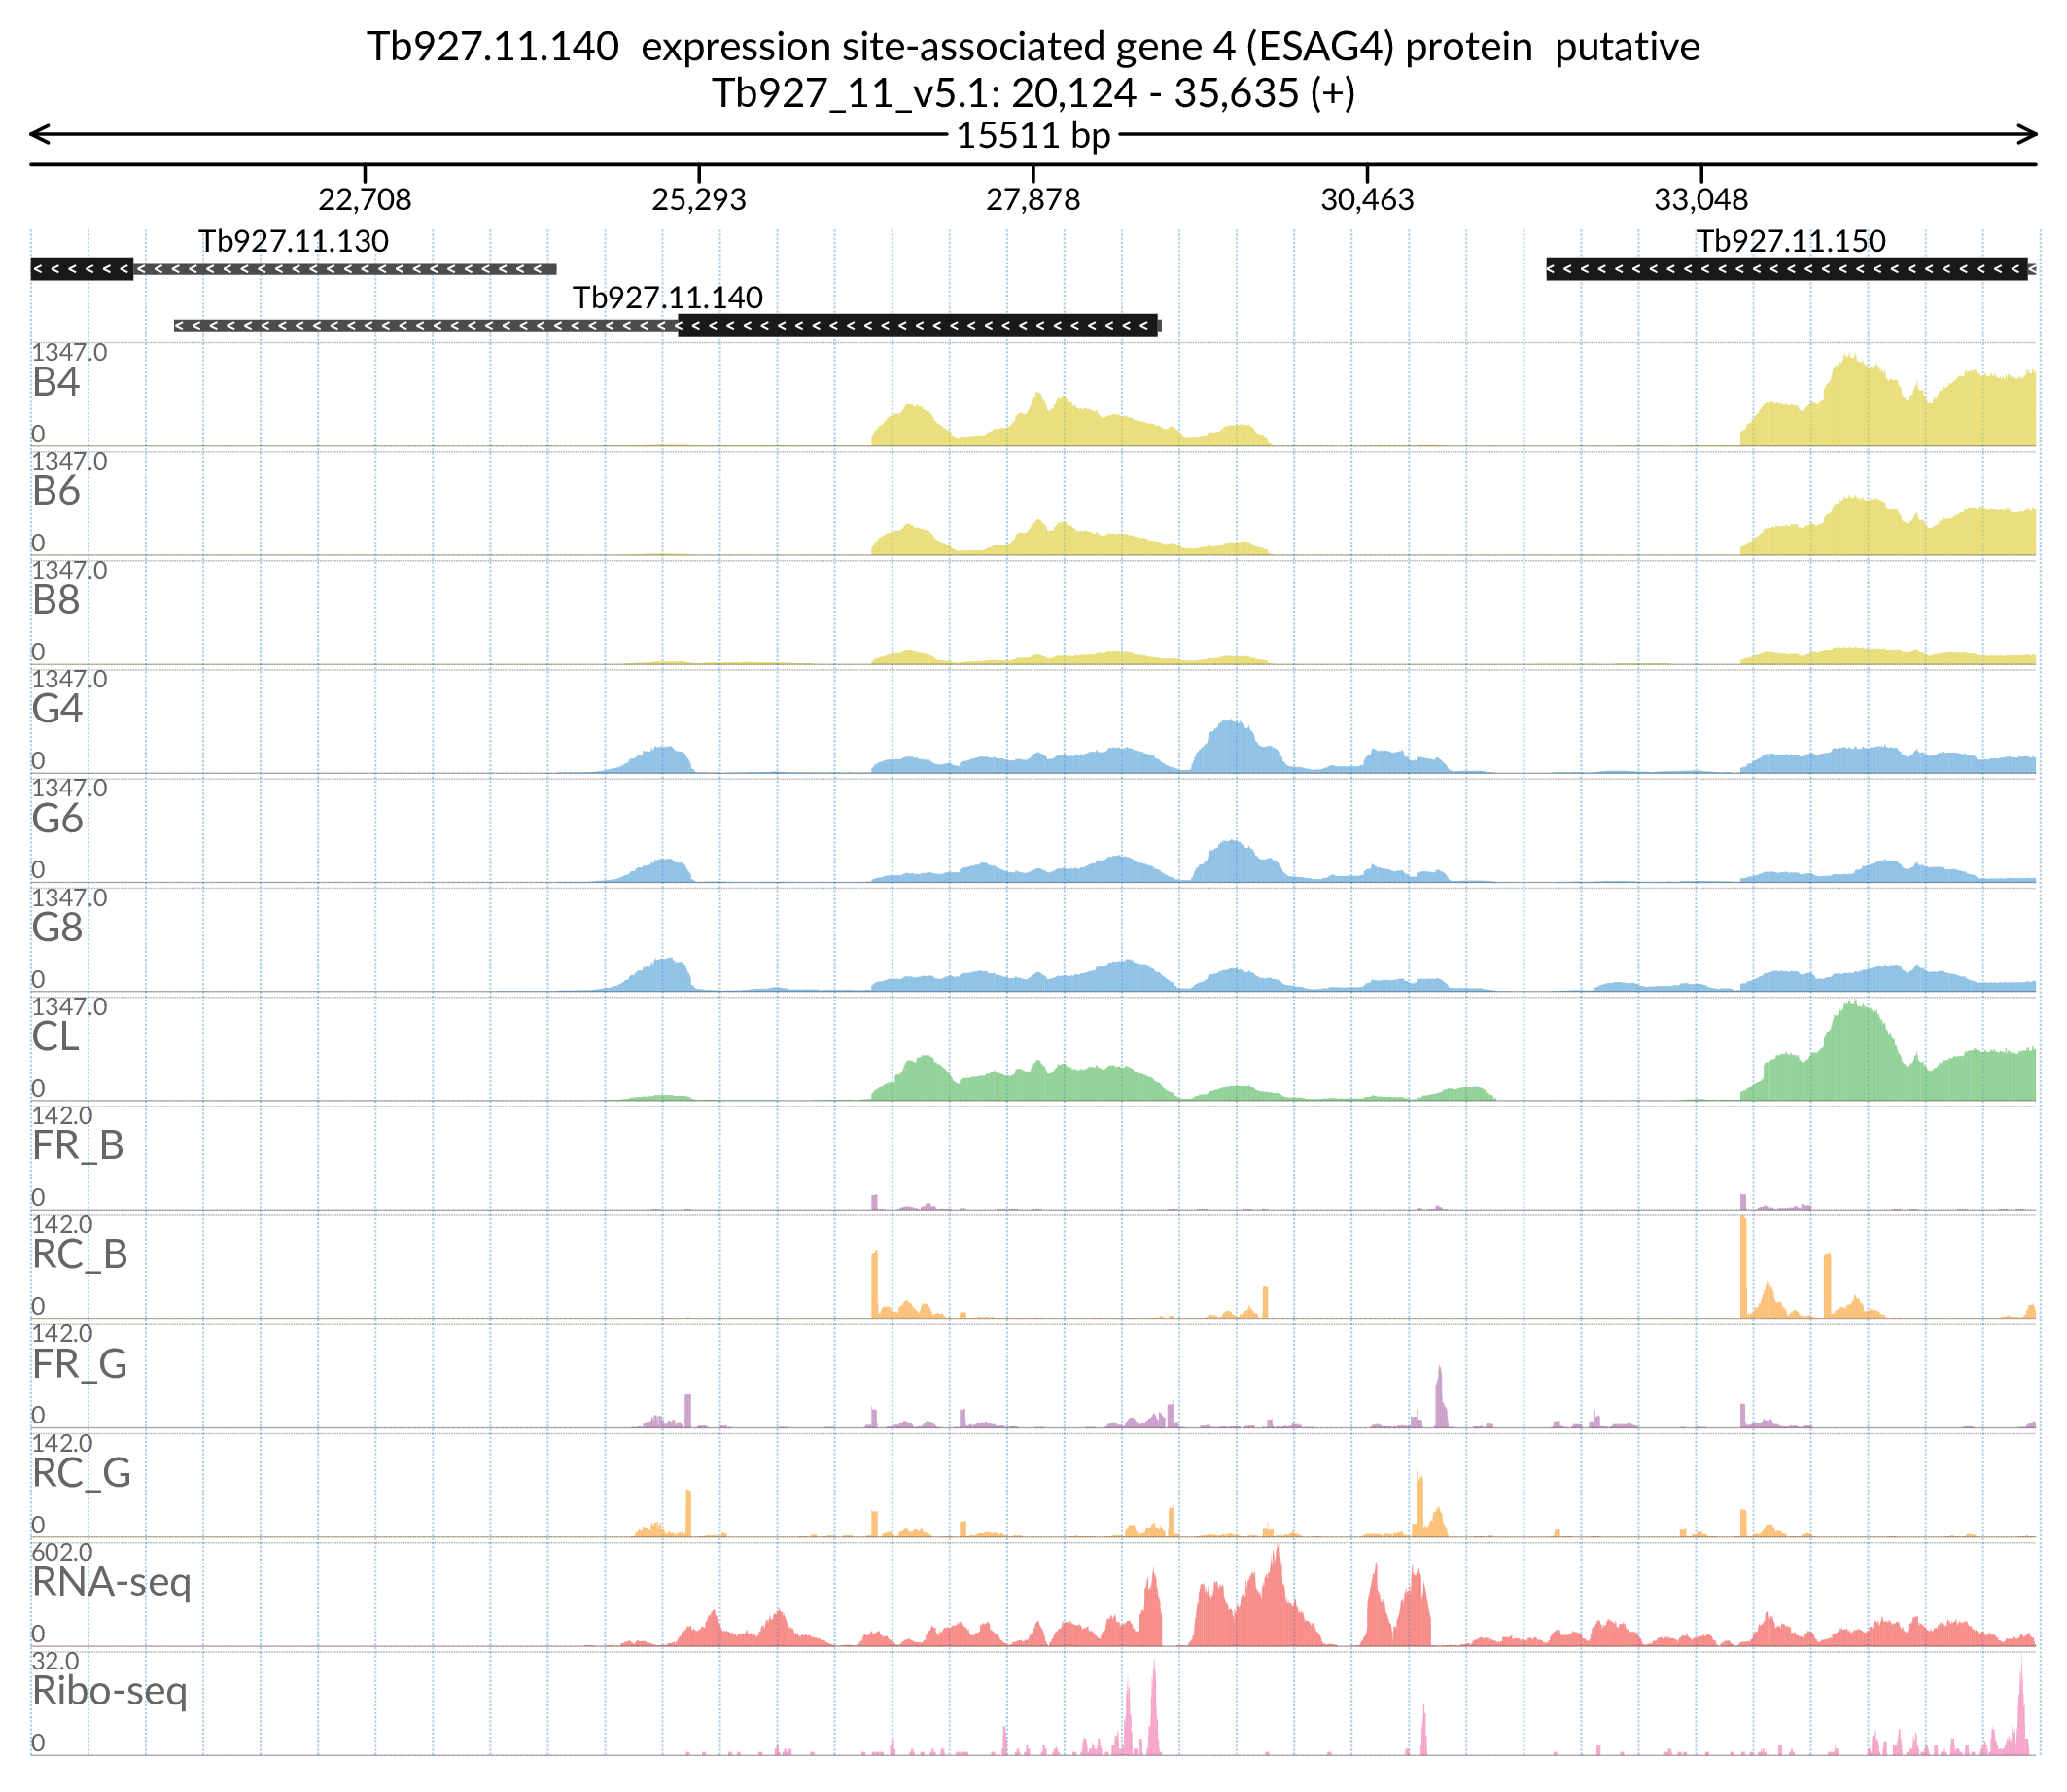 Tb927.11.140  expression site-associated gene 4 (ESAG4) protein  putative
Tb927_11_v5.1: 20,124 - 35,635 (+)
15511 bp
22,708 25,293 27,878 30,463 33,048
Tb927.11.130 Tb927.11.150
Tb927.11.140
1347.0
B4
0
1347.0
B6
0
1347.0
B8
0
1347.0
G4
0
1347.0
G6
0
1347.0
G8
0
1347.0
CL
0
142.0
FR_B
0
142.0
RC_B
0
142.0
FR_G
0
142.0
RC_G
0
602.0
RNA-seq
0
32.0
Ribo-seq
0